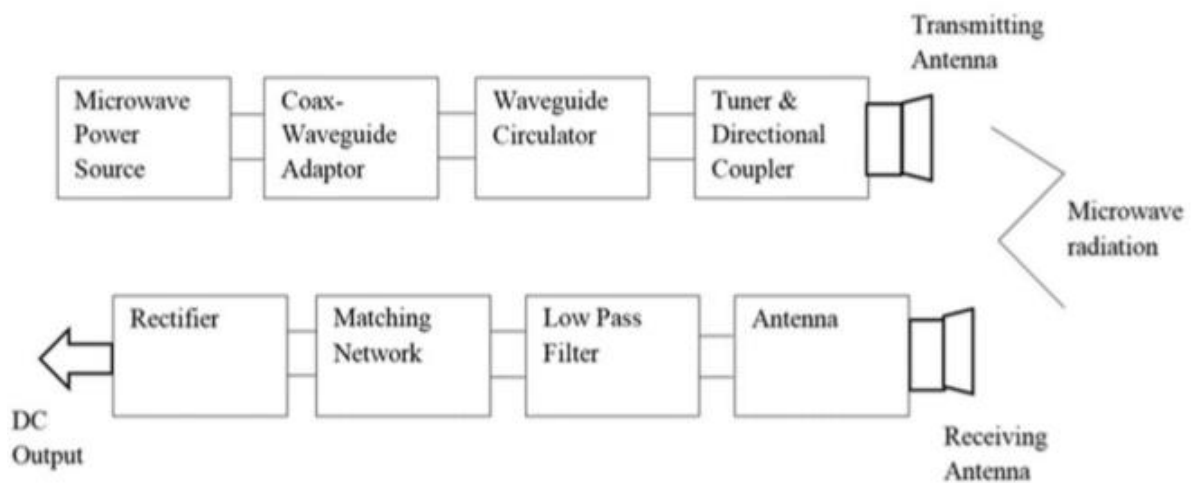 Transmitting
Antenna
Microwave
Power
Source
Coax-
Waveguide
Adaptor
Waveguide
Circulator
Tuner &
Directional
Coupler
Microwave
radiation
Rectifier
Matching
Network
Low Pass
Filter
Antenna
DC
Output
Receiving
Antenna